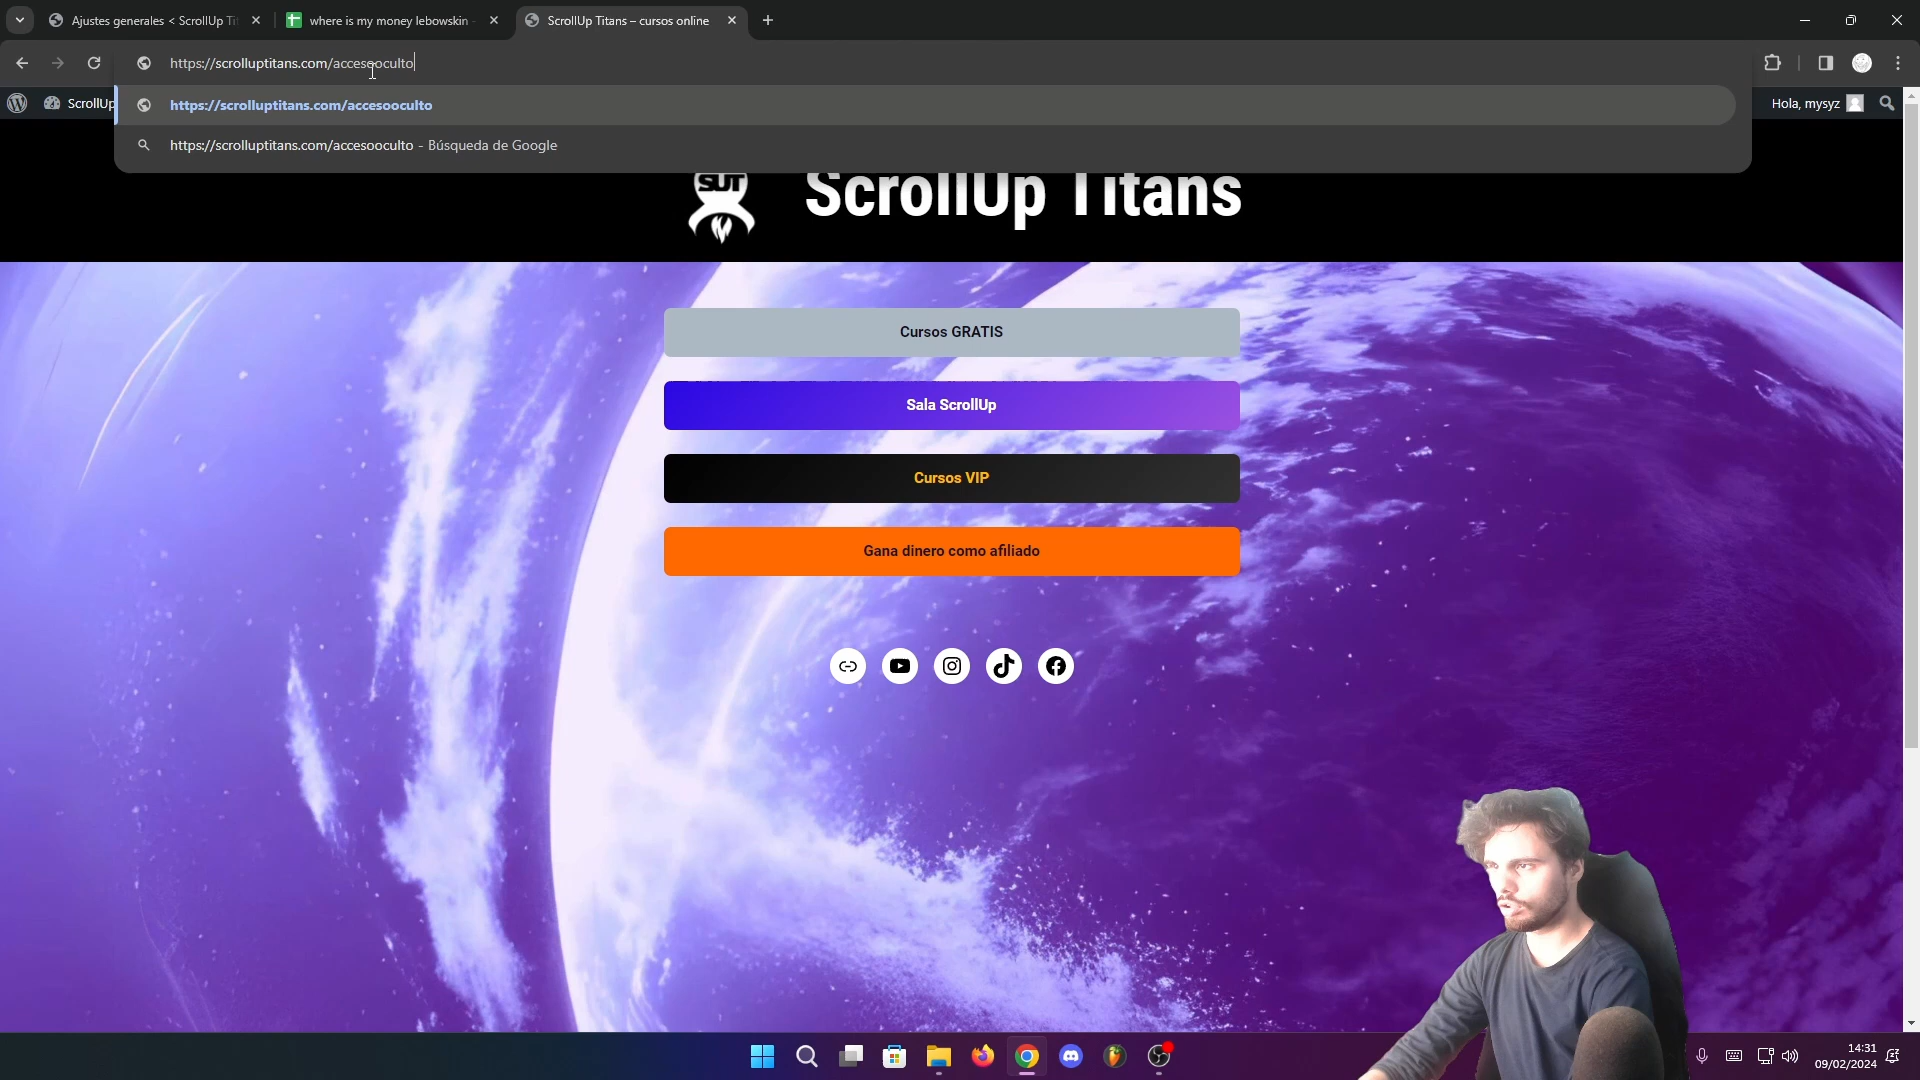 Ajustes generales < ScrollUp Ti
where is my money lebowskin -
ScrollUp Titans – cursos online
https://scrolluptitans.com/accesooculto
ScrollUp
https://scrolluptitans.com/accesooculto
Hola, mysyz
https://scrolluptitans.com/accesooculto - Búsqueda de Google
SUT
ScrollUp Titans
Cursos GRATIS
Sala ScrollUp
Cursos VIP
Gana dinero como afiliado
14:31
09/02/2024